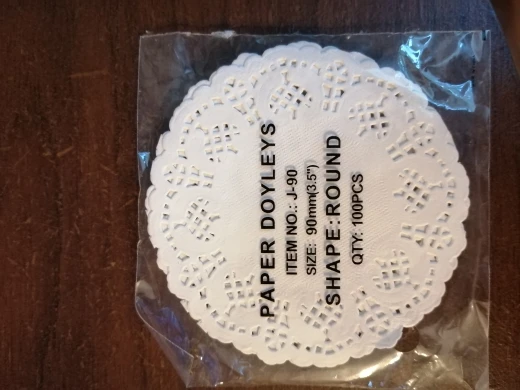 PAPER DOYLEYS
ITEM NO.: J-90
SIZE: 90mm(3.5")
SHAPE:ROUND
QTY: 100PCS